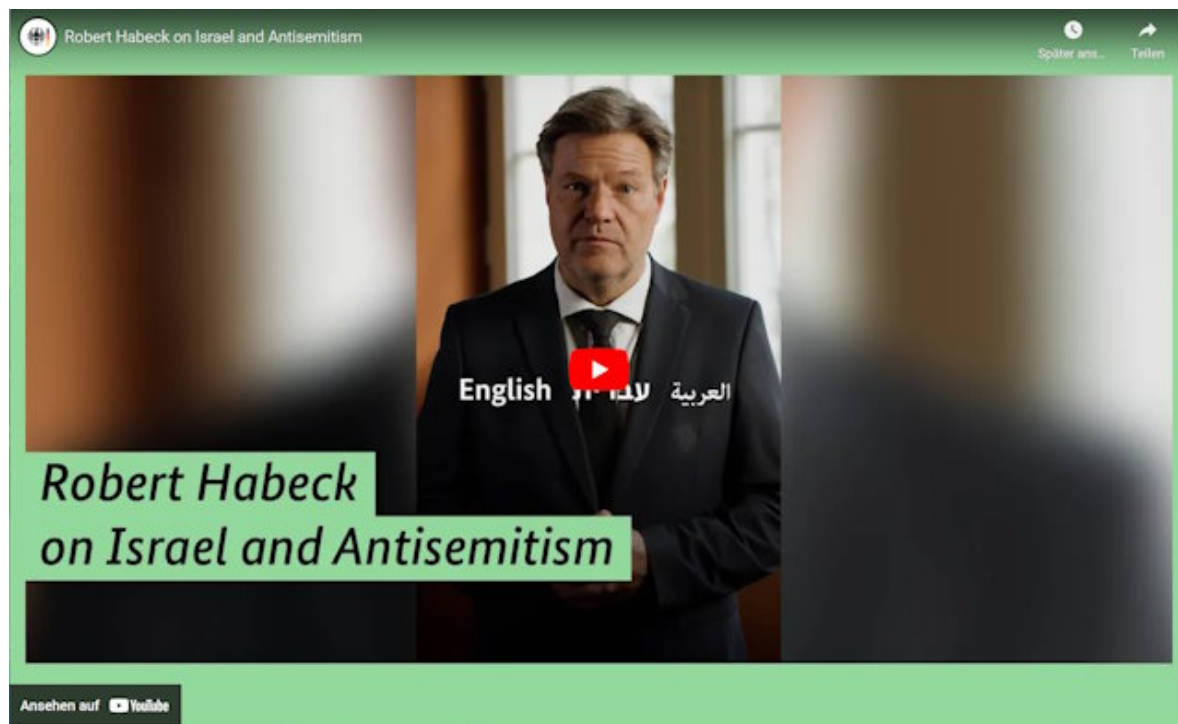 Robert Habeck on Israel and Antisemitism
Später ans...
Teilen
English العربية
Robert Habeck
on Israel and Antisemitism
Ansehen auf YouTube